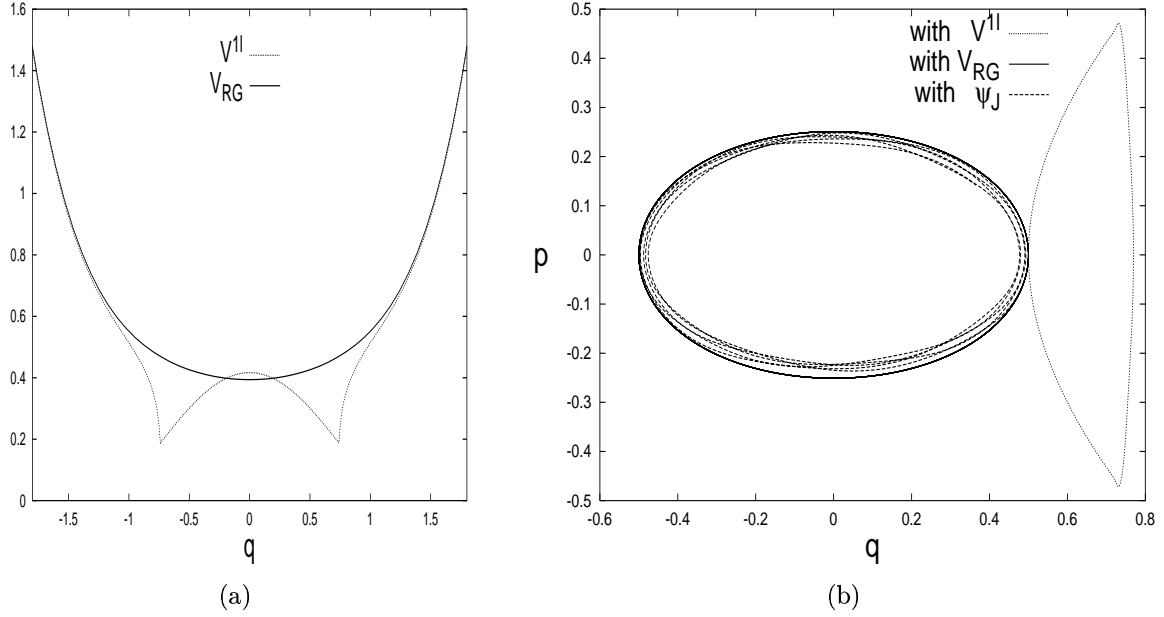 1.6
1.4
1.2
1
0.8
0.6
0.4
0.2
0
-1.5 -1 -0.5 0 0.5 1 1.5
q
V^{1l}
V_{RG}
(a)
0.5
0.4
0.3
0.2
0.1
0
-0.1
-0.2
-0.3
-0.4
-0.5
p
-0.6 -0.4 -0.2 0 0.2 0.4 0.6 0.8
q
with V^{1l}
with V_{RG}
with ψ_J
(b)